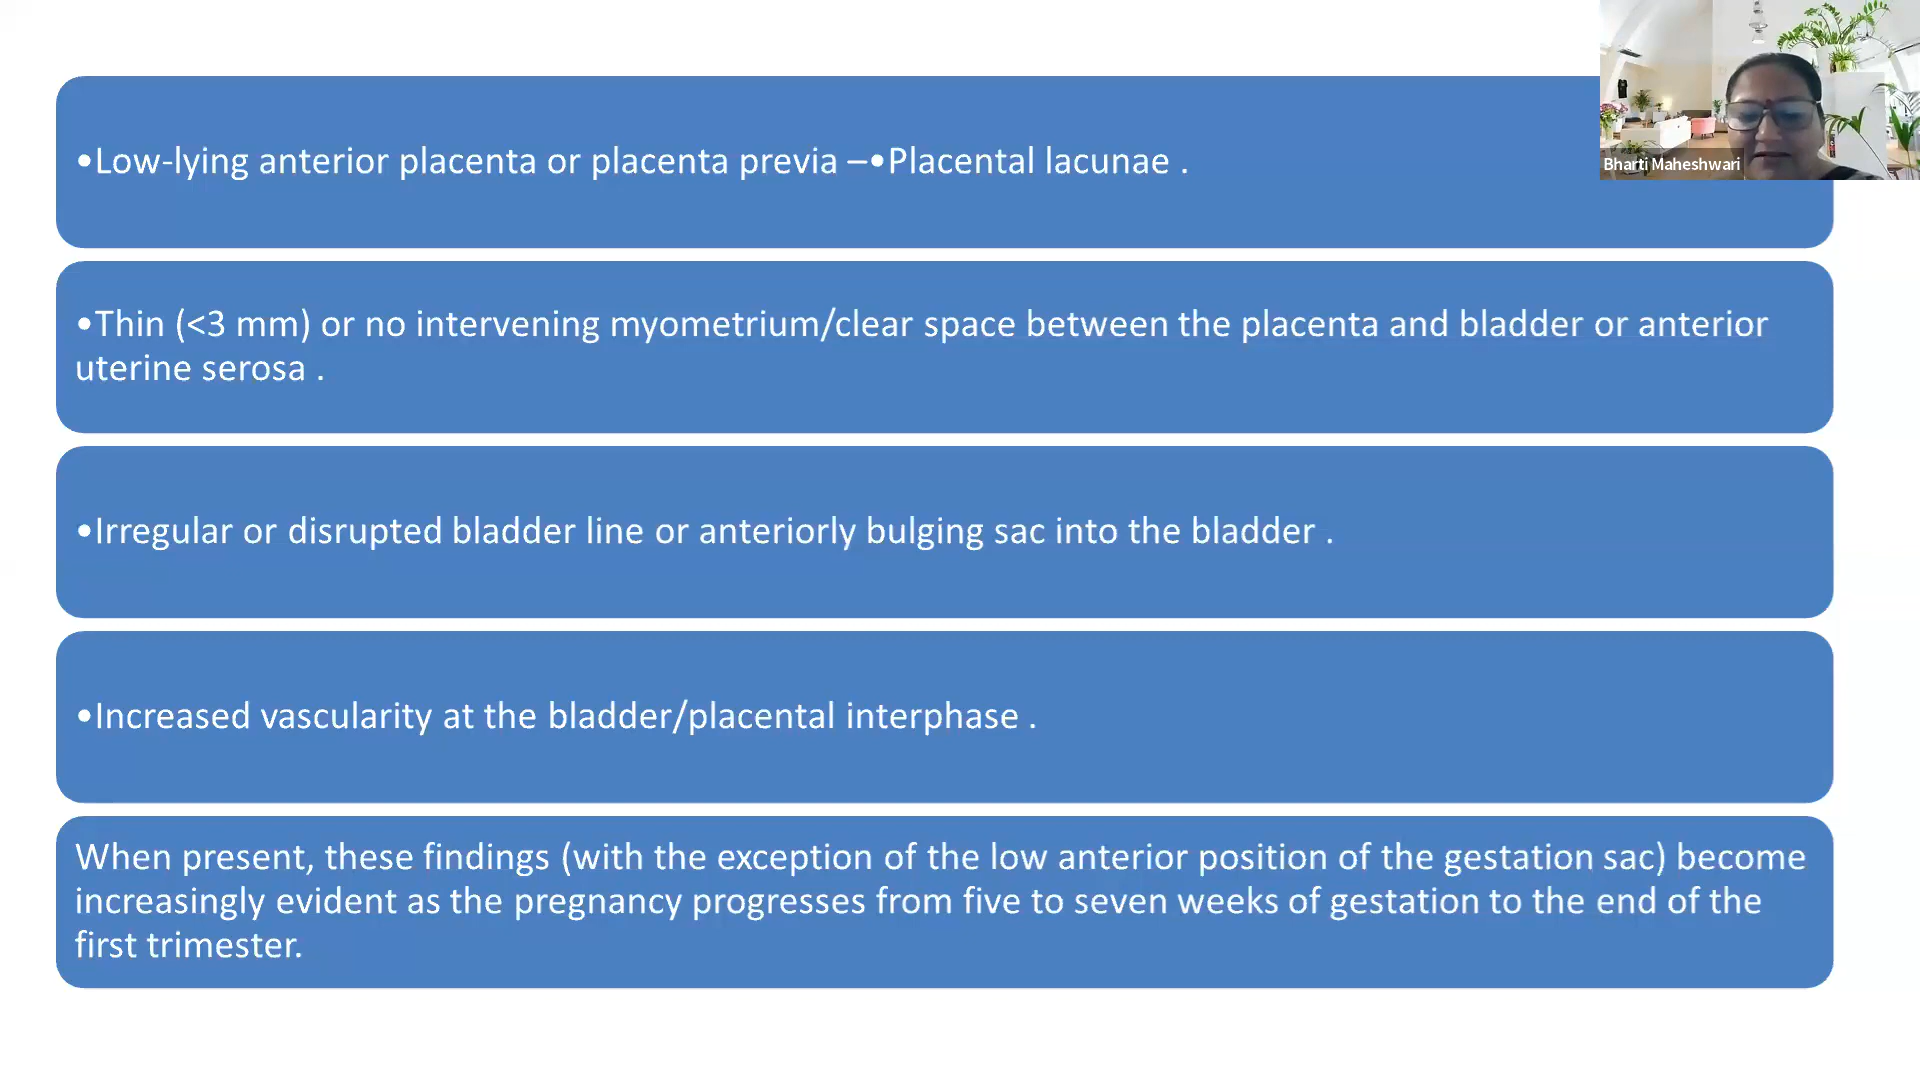 •Low-lying anterior placenta or placenta previa –•Placental lacunae .
Bharti Maheshwari
•Thin (<3 mm) or no intervening myometrium/clear space between the placenta and bladder or anterior
uterine serosa .
•Irregular or disrupted bladder line or anteriorly bulging sac into the bladder .
•Increased vascularity at the bladder/placental interphase .
When present, these findings (with the exception of the low anterior position of the gestation sac) become
increasingly evident as the pregnancy progresses from five to seven weeks of gestation to the end of the
first trimester.